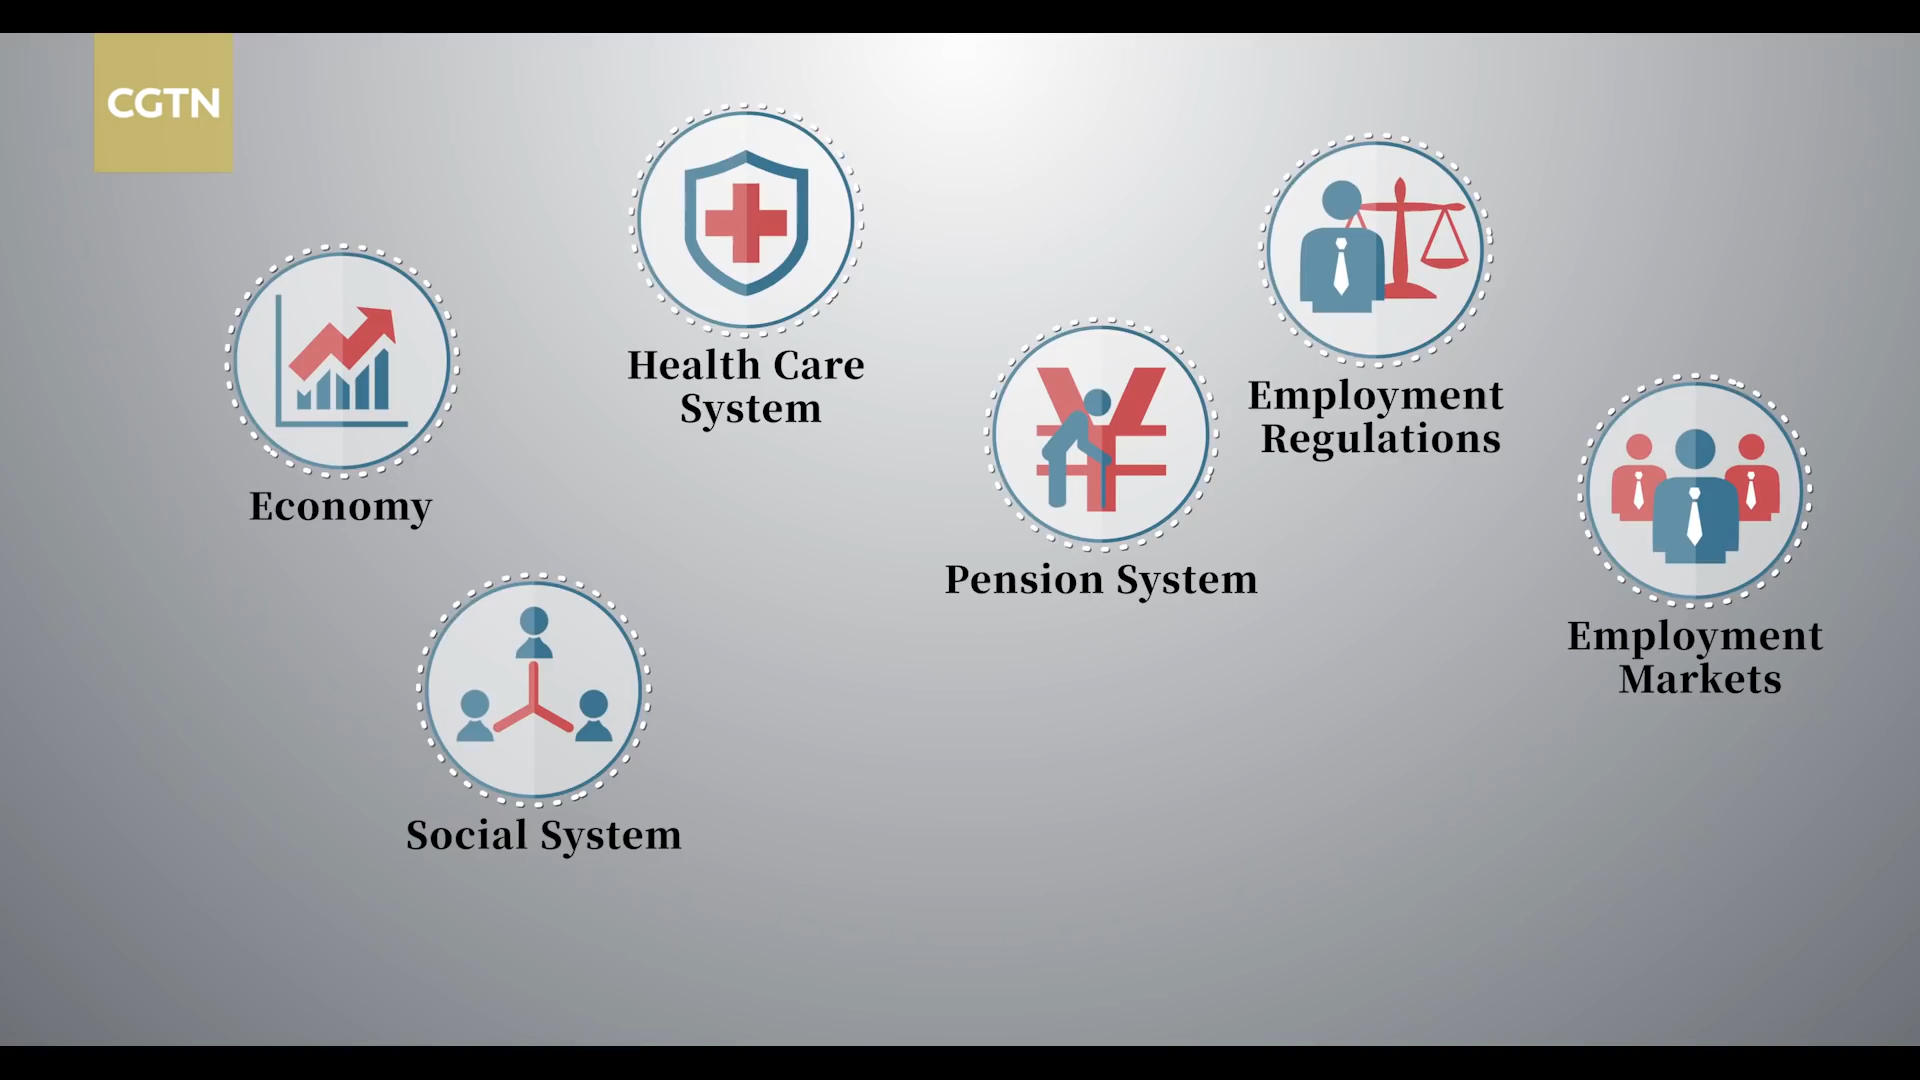 CGTN
Economy
Health Care
System
Social System
Pension System
Employment
Regulations
Employment
Markets